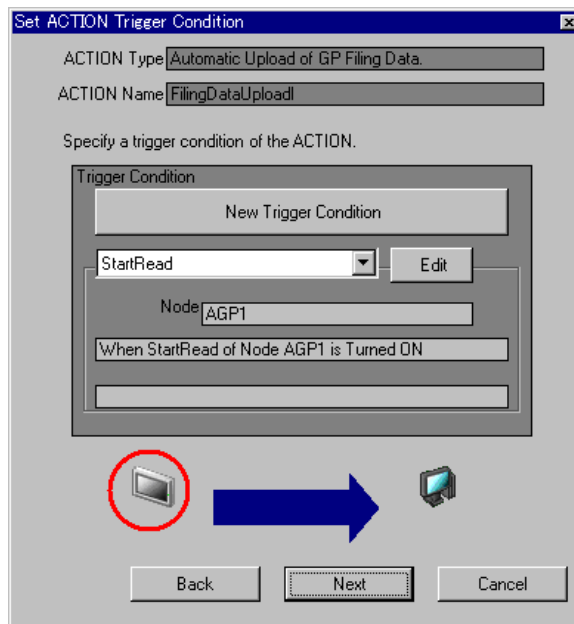 Set ACTION Trigger Condition
ACTION Type Automatic Upload of GP Filing Data.
ACTION Name FilingDataUploadl
Specify a trigger condition of the ACTION.
Trigger Condition
New Trigger Condition
StartRead Edit
Node AGP1
When StartRead of Node AGP1 is Turned ON
Back Next Cancel